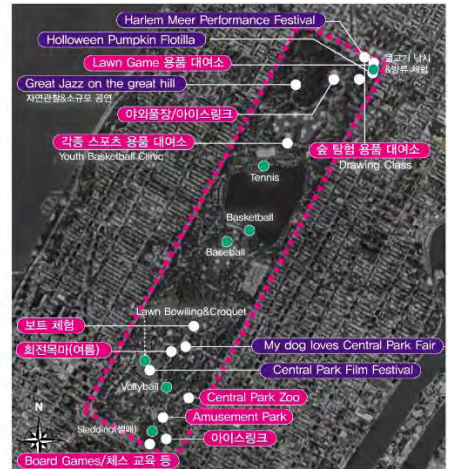 Harlem Meer Performance Festival
Holloween Pumpkin Flotilla
물고기 낚시
&방류 체험
Lawn Game 용품 대여소
Great Jazz on the great hill
자연관찰&소규모 공연
야외풀장/아이스링크
각종 스포츠 용품 대여소
Youth Basketball Clinic
숲 탐험 용품 대여소
Drawing Class
Tennis
Basketball
Baseball
Lawn Bowiling&Croquet
보트 체험
회전목마(여름)
My dog loves Central Park Fair
Central Park Film Festival
Vollyball
Central Park Zoo
Amusement Park
N
Sledding(썰매)
아이스링크
Board Games/체스 교육 등